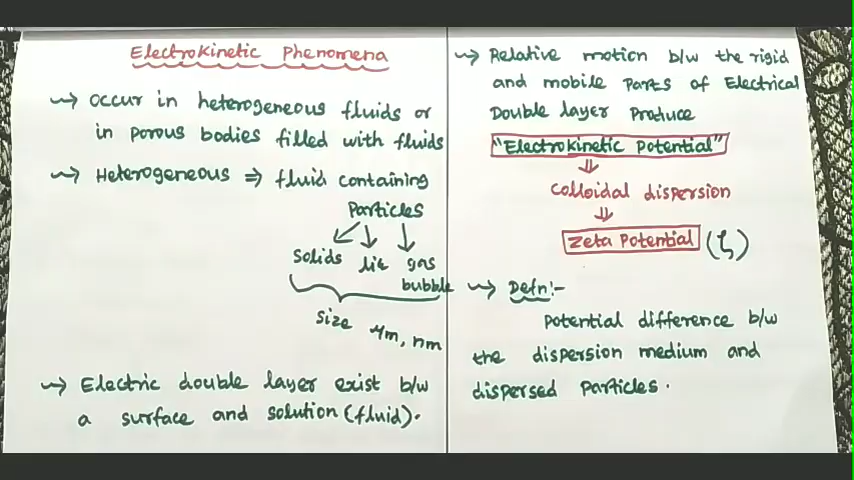 Electrokinetic Phenomena
occur in heterogeneous fluids or
in porous bodies filled with fluids
Heterogeneous ⇒ fluid containing
particles
solids liq gas
bubble
size μm, nm
Electric double layer exist b/w
a surface and solution (fluid).
Relative motion b/w the rigid
and mobile parts of Electrical
Double layer produce
"Electrokinetic potential"
⇓
colloidal dispersion
⇓
Zeta potential (ζ)
Defn:-
potential difference b/w
the dispersion medium and
dispersed particles.